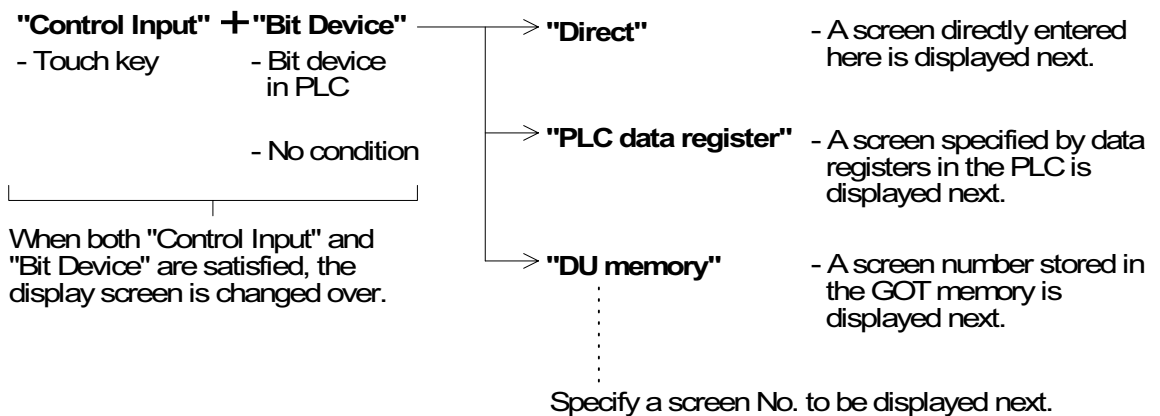 "Control Input" + "Bit Device"
- Touch key
- Bit device
in PLC
- No condition
When both "Control Input" and
"Bit Device" are satisfied, the
display screen is changed over.
"Direct"
- A screen directly entered
here is displayed next.
"PLC data register"
- A screen specified by data
registers in the PLC is
displayed next.
"DU memory"
- A screen number stored in
the GOT memory is
displayed next.
Specify a screen No. to be displayed next.